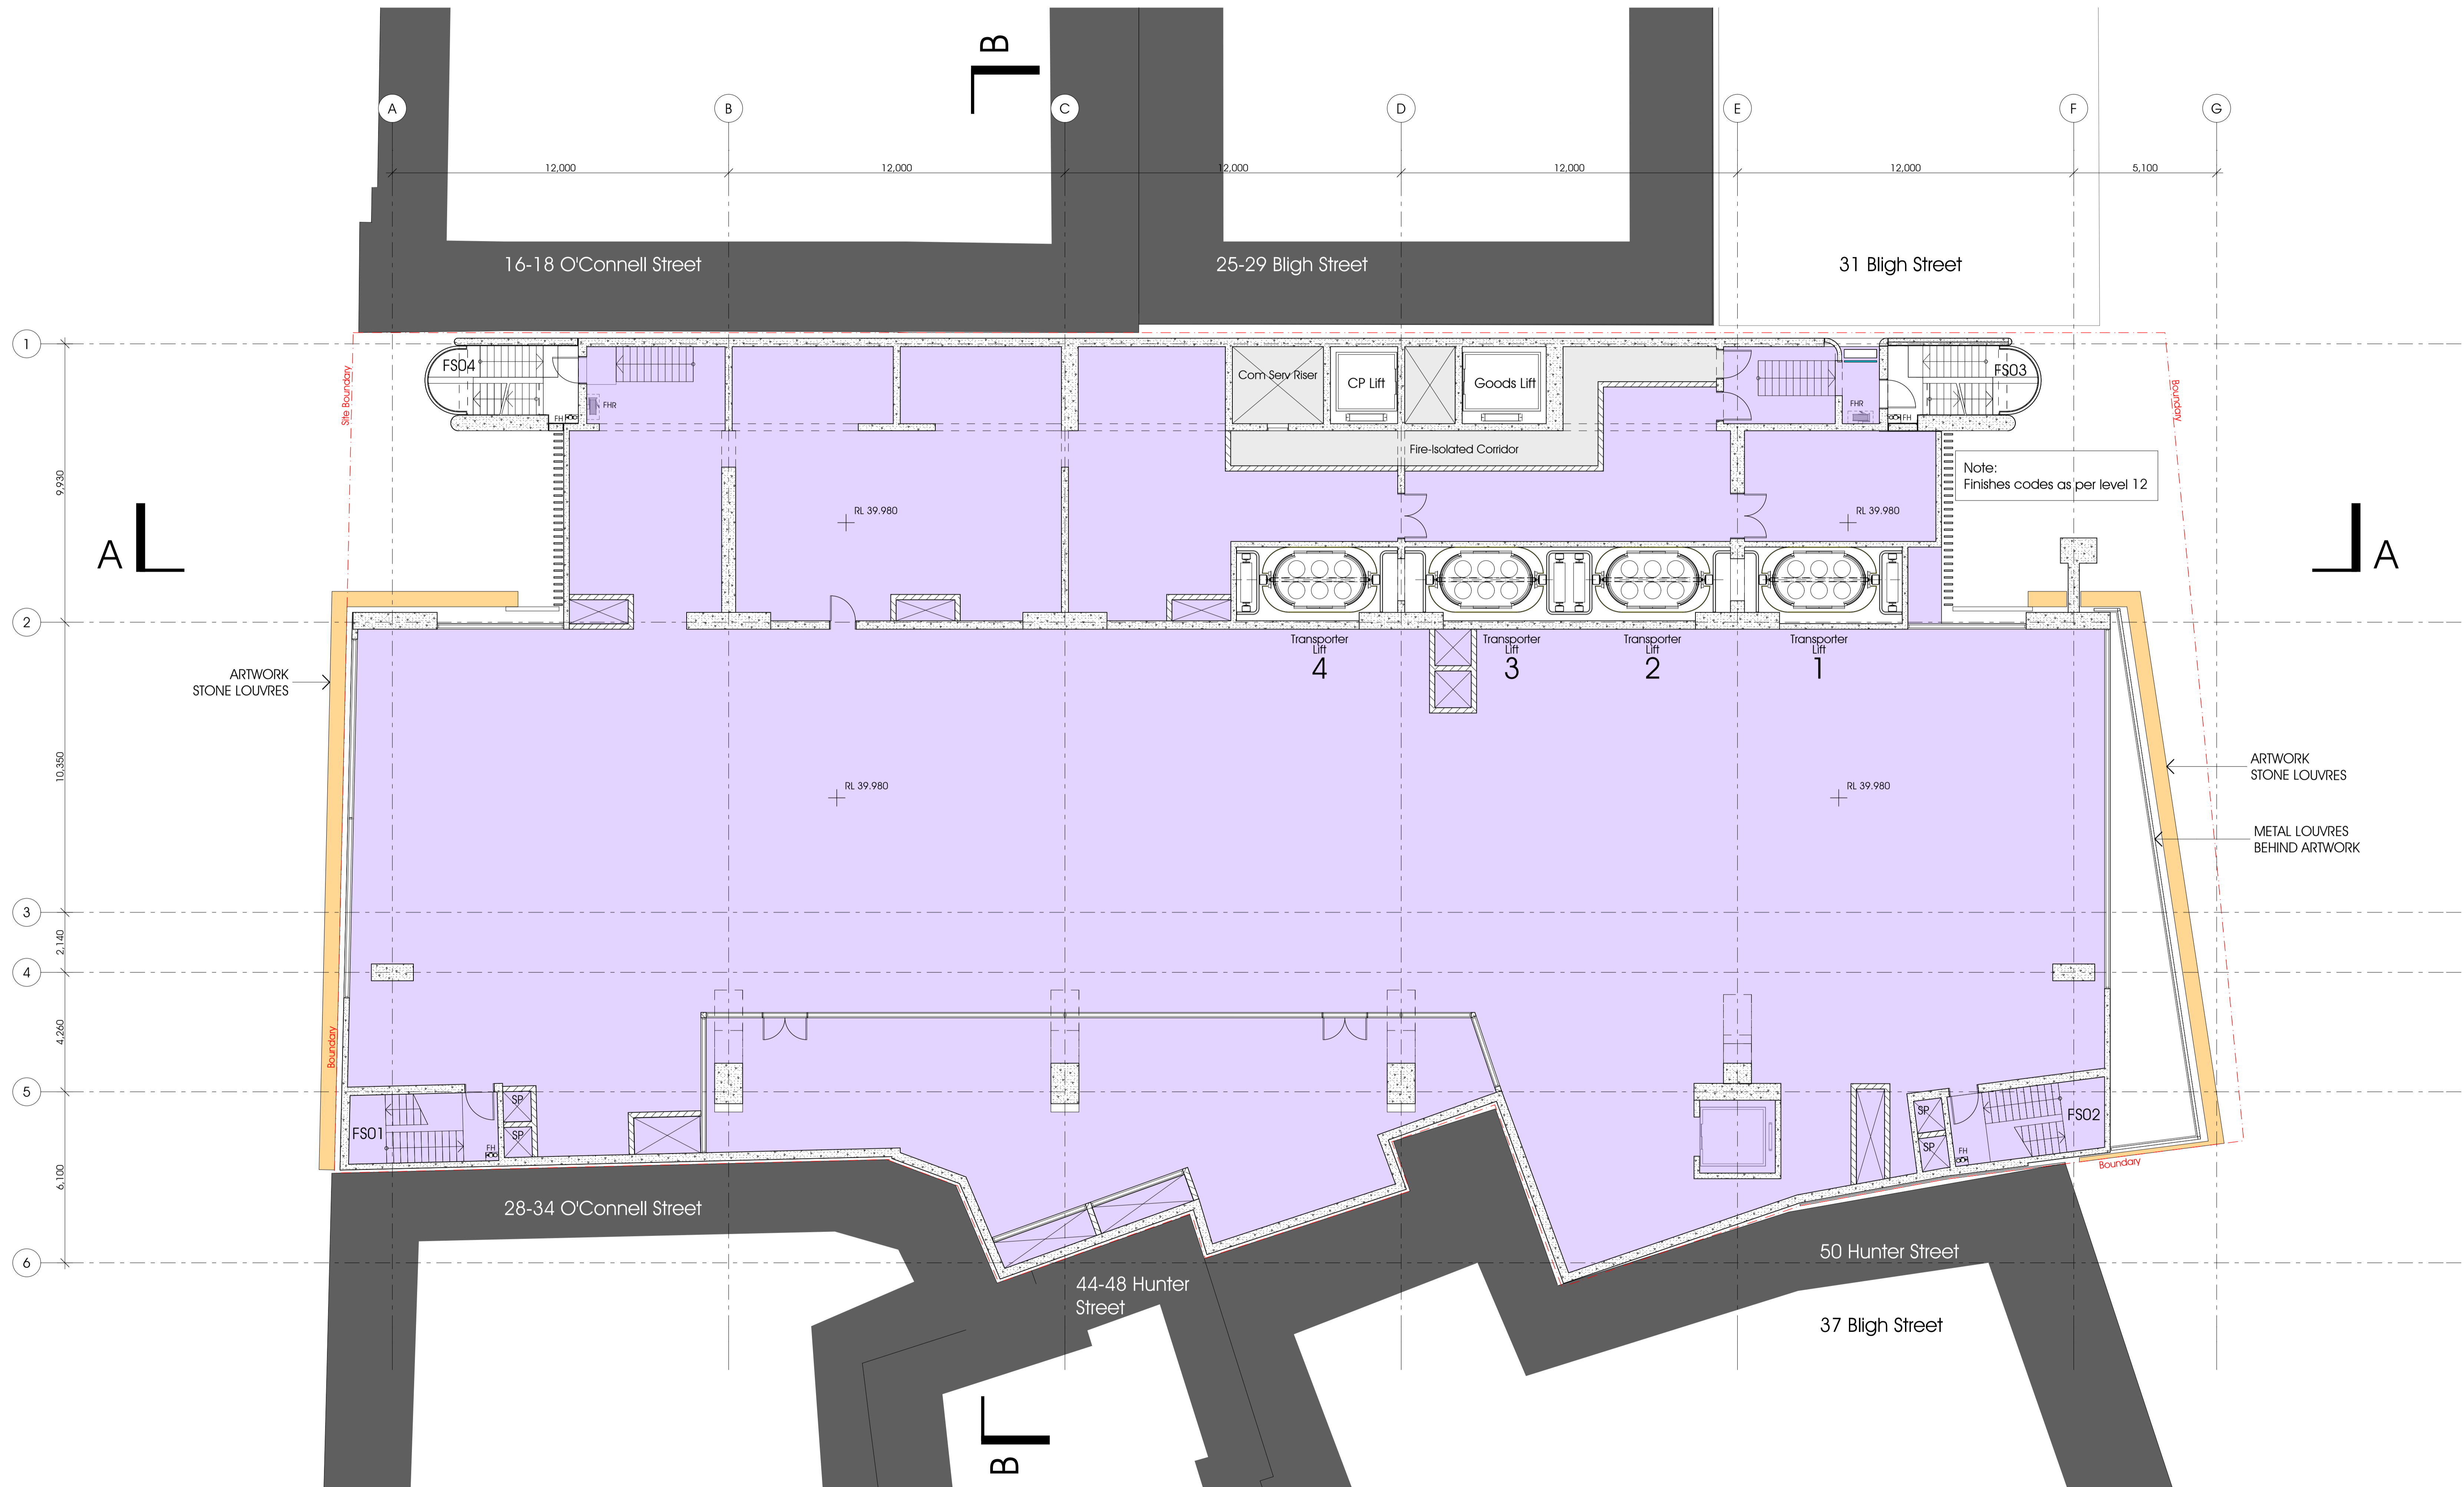 B
A
B
C
D
E
F
G
12,000
12,000
12,000
12,000
12,000
5,100
16-18 O'Connell Street
25-29 Bligh Street
31 Bligh Street
1
FS04
Com Serv Riser
CP Lift
Goods Lift
FS03
Site Boundary
Boundary
FHR
FHR
FH
FH
Fire-Isolated Corridor
Note:
Finishes codes as per level 12
9,930
RL 39.980
RL 39.980
A
A
2
Transporter
Lift
4
Transporter
Lift
3
Transporter
Lift
2
Transporter
Lift
1
ARTWORK
STONE LOUVRES
10,350
RL 39.980
RL 39.980
ARTWORK
STONE LOUVRES
METAL LOUVRES
BEHIND ARTWORK
3
2,140
4
4,260
Boundary
5
SP
SP
FS01
FH
SP
SP
FS02
FH
Boundary
6,100
28-34 O'Connell Street
6
44-48 Hunter
Street
50 Hunter Street
37 Bligh Street
B